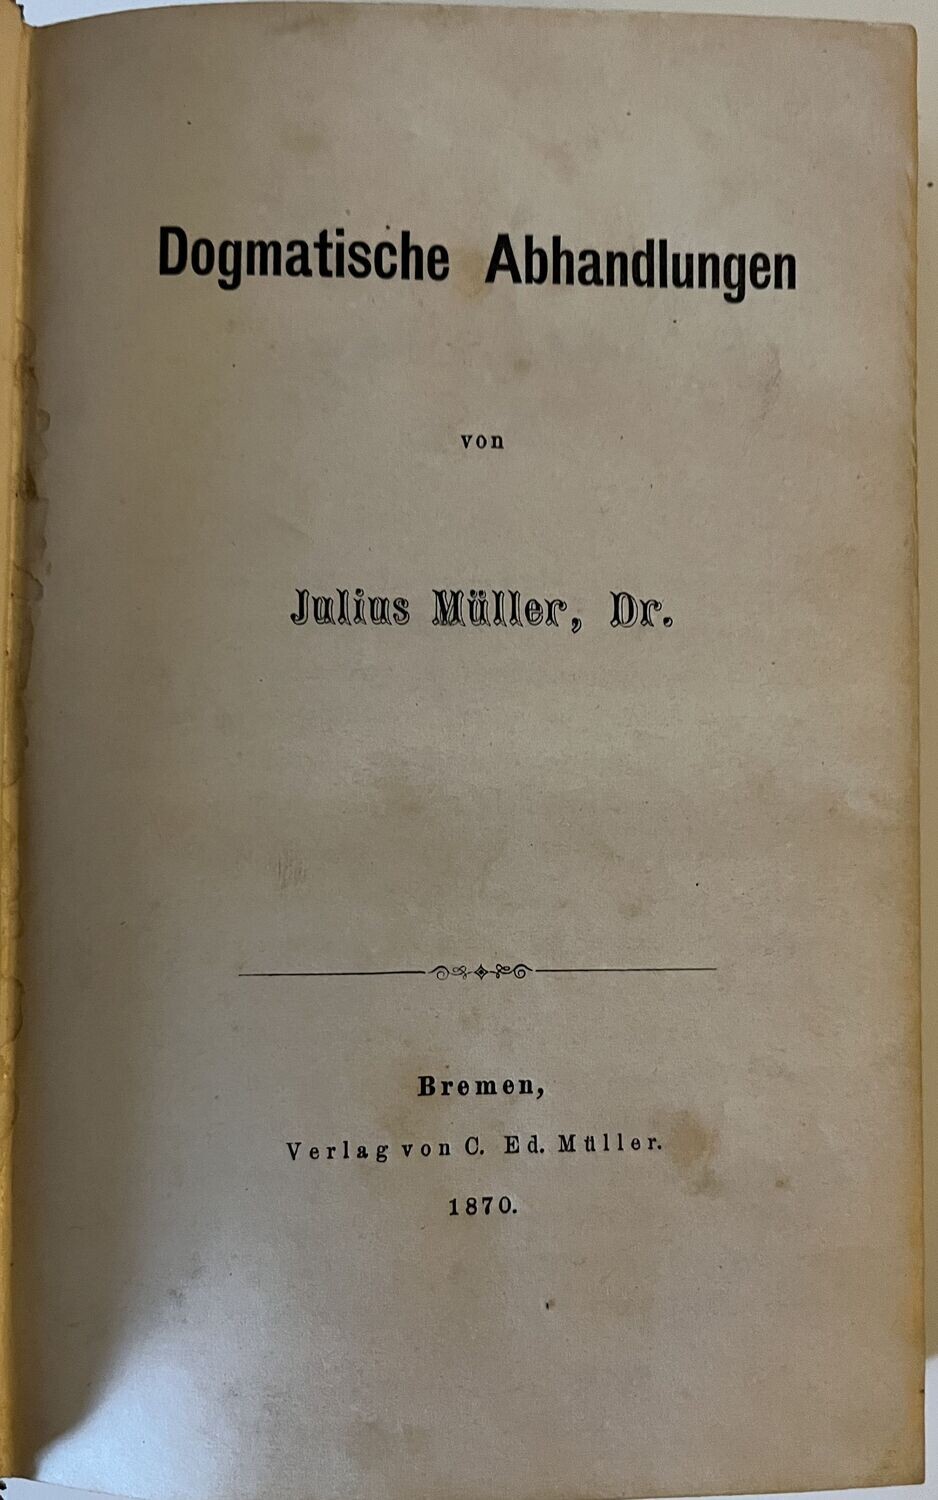 Dogmatische Abhandlungen
von
Julius Müller, Dr.
Bremen,
Verlag von C. Ed. Müller.
1870.